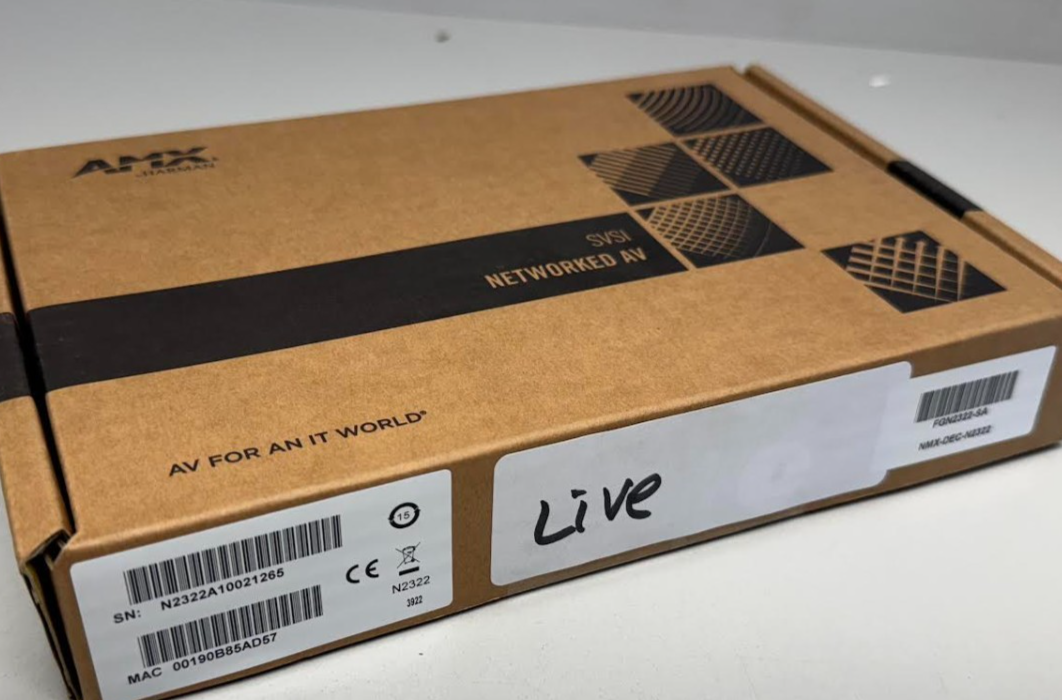 AMX
by HARMAN
SVSI
NETWORKED AV
AV FOR AN IT WORLD®
SN: N2322A10021265
MAC 00190B85AD57
15
CE
N2322
3922
Live
FGN2322-SA
NMX-DEC-N2322